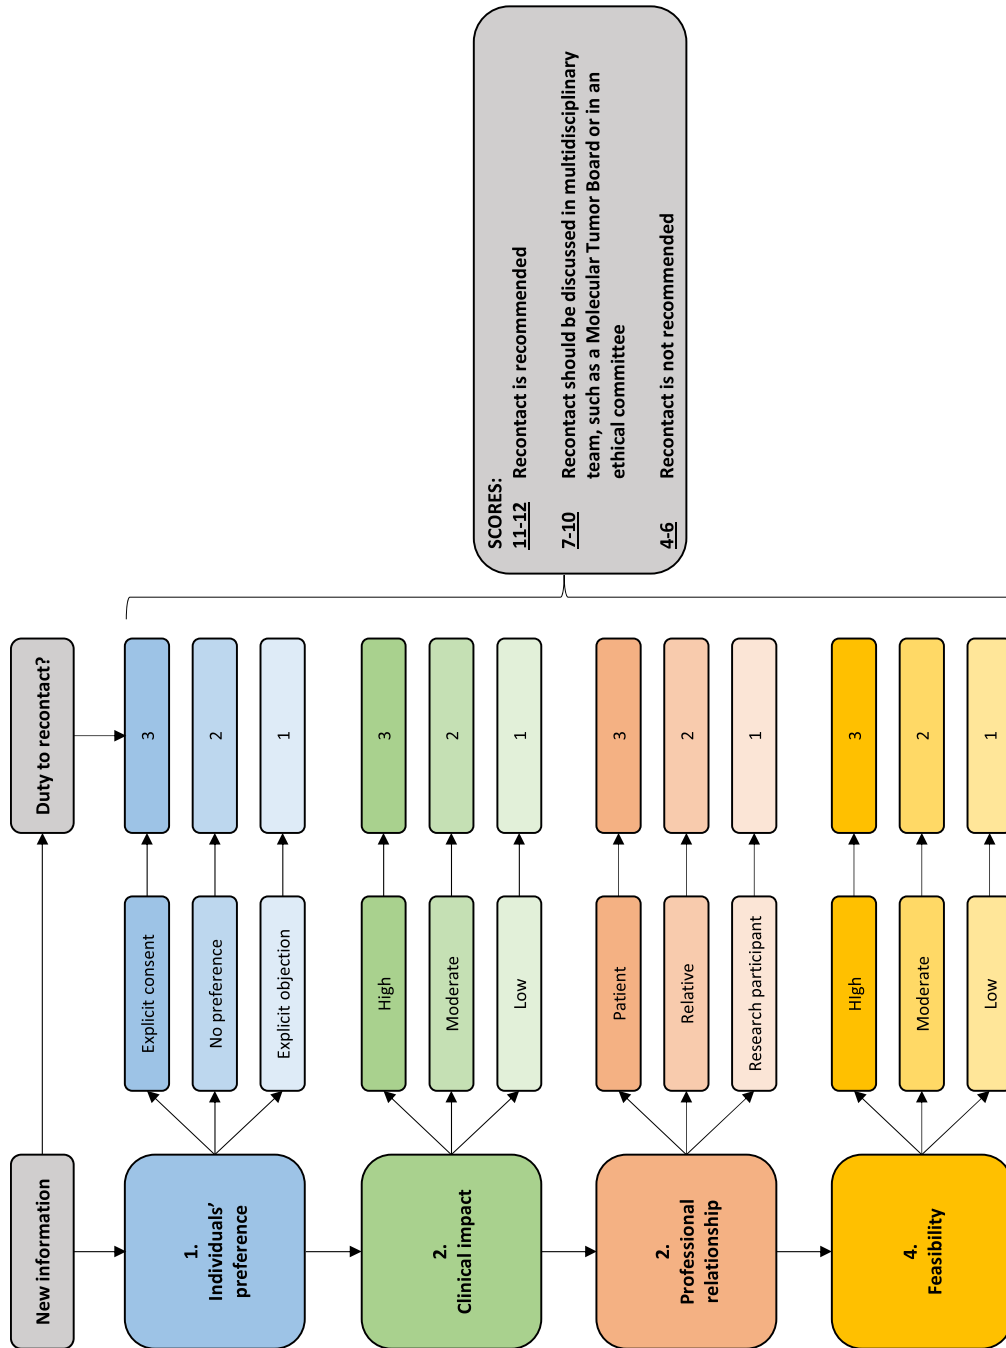 New information
Duty to recontact?
1.
Individuals’
preference
Explicit consent
3
No preference
2
Explicit objection
1
2.
Clinical impact
High
3
Moderate
2
Low
1
2.
Professional
relationship
Patient
3
Relative
2
Research participant
1
4.
Feasibility
HIgh
3
Moderate
2
Low
1
SCORES:
11-12 Recontact is recommended
7-10 Recontact should be discussed in multidisciplinary
team, such as a Molecular Tumor Board or in an
ethical committee
4-6 Recontact is not recommended